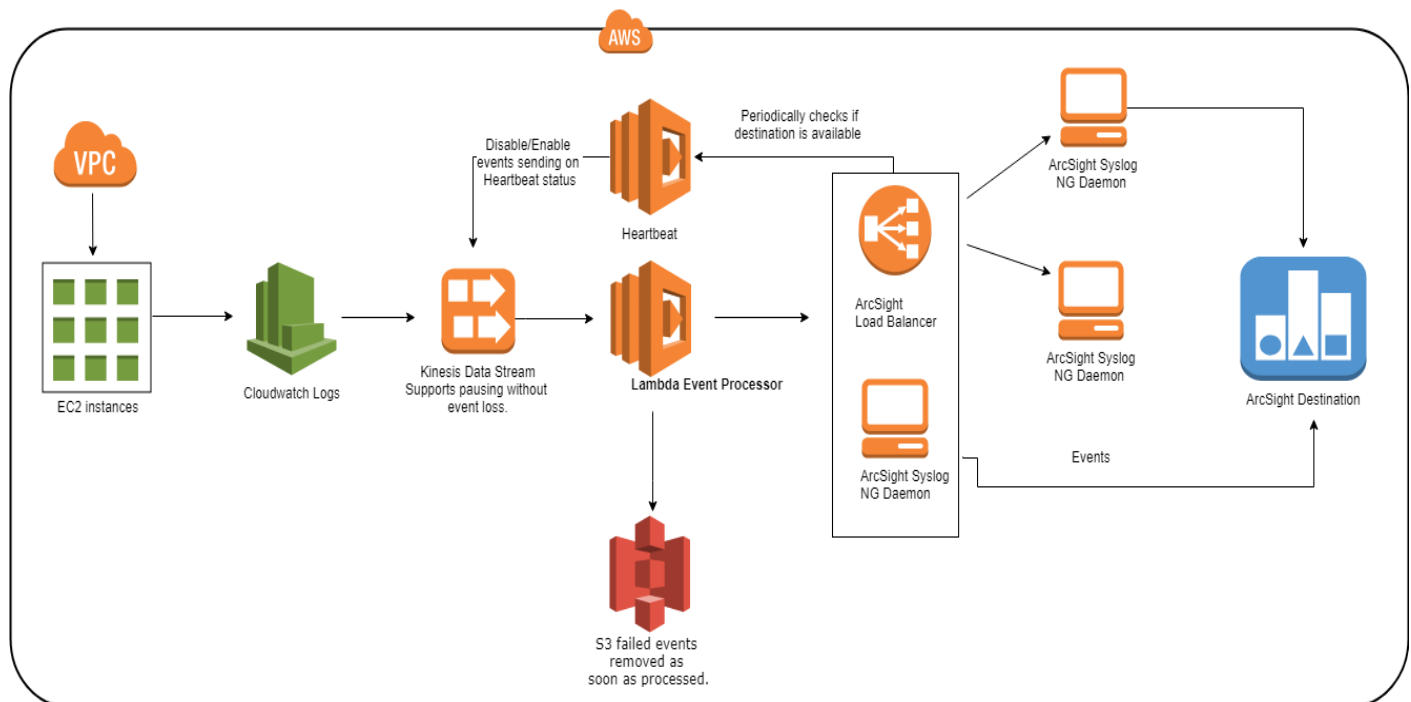 AWS
VPC
EC2 instances
Cloudwatch Logs
Disable/Enable
events sending on
Heartbeat status
Kinesis Data Stream
Supports pausing without
event loss.
Heartbeat
Lambda Event Processor
S3 failed events
removed as
soon as processed.
Periodically checks if
destination is available
ArcSight
Load Balancer
ArcSight Syslog
NG Daemon
ArcSight Syslog
NG Daemon
ArcSight Syslog
NG Daemon
Events
ArcSight Destination